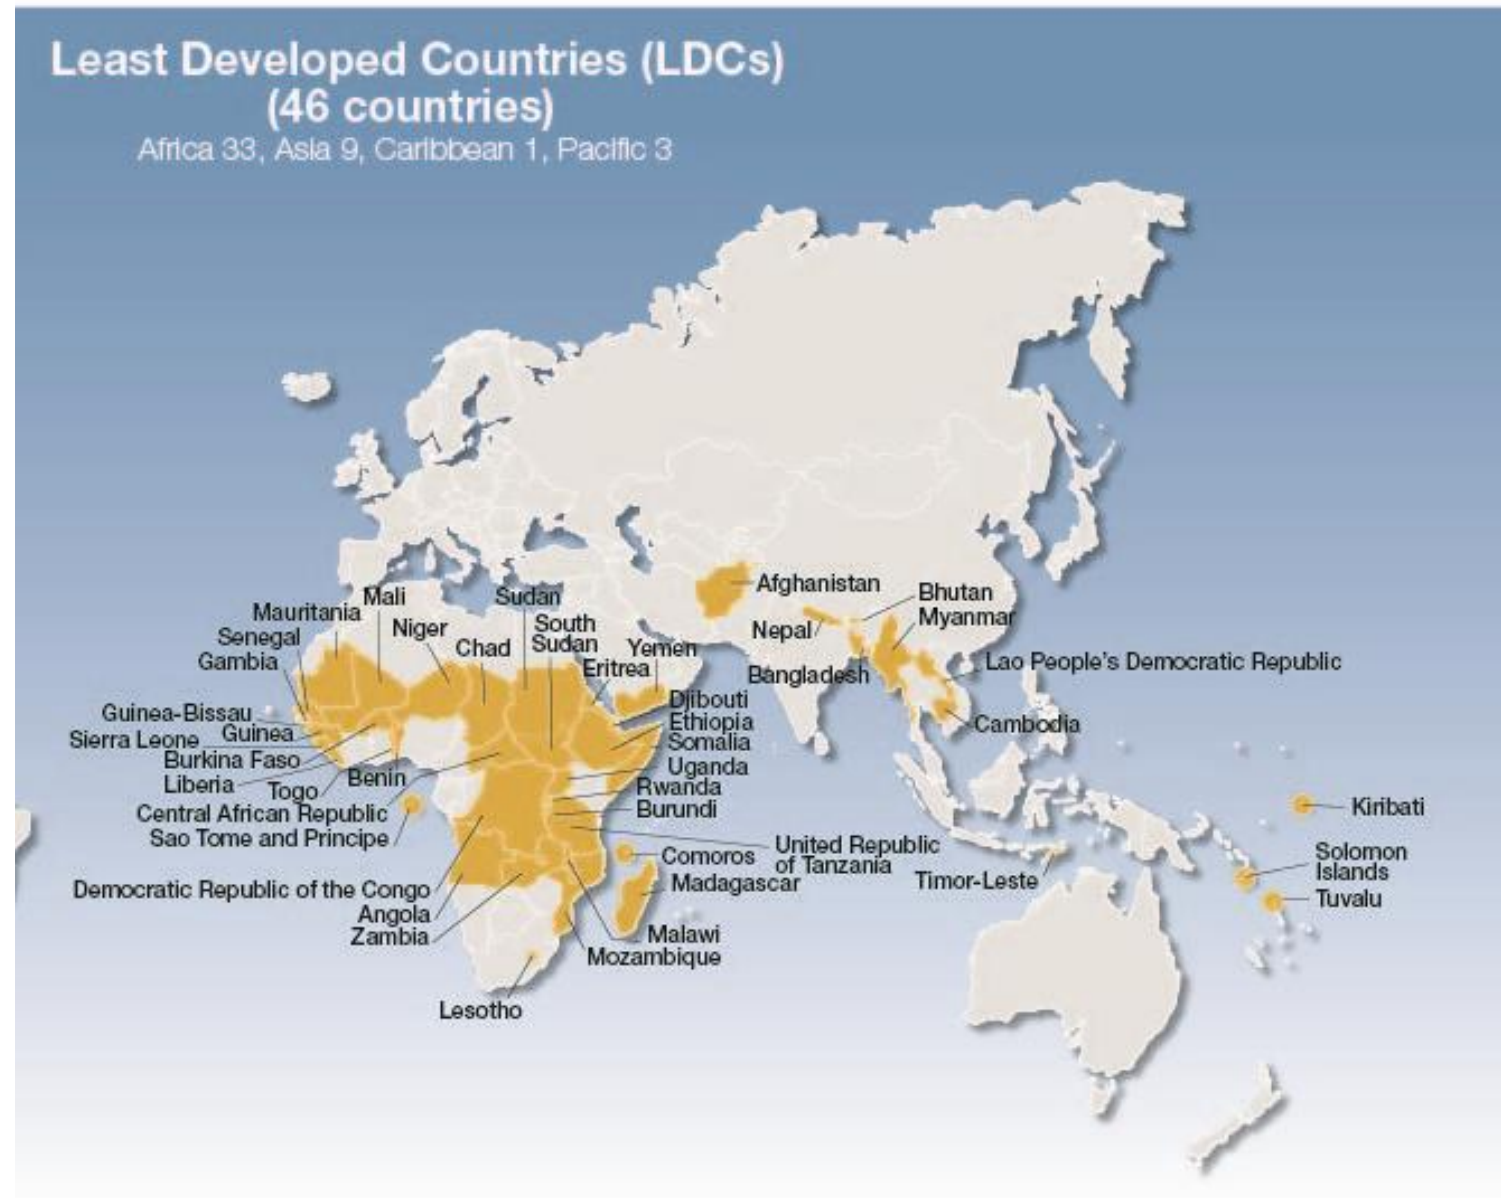 Least Developed Countries (LDCs)
(46 countries)
Africa 33, Asia 9, Caribbean 1, Pacific 3
Afghanistan
Bhutan
Myanmar
Nepal
Bangladesh
Lao People's Democratic Republic
Cambodia
Mali
Mauritania
Senegal
Gambia
Niger
Chad
Sudan
South
Sudan
Yemen
Eritrea
Djibouti
Ethiopia
Somalia
Uganda
Rwanda
Burundi
Guinea-Bissau
Guinea
Sierra Leone
Burkina Faso
Liberia
Togo
Benin
Central African Republic
Sao Tome and Principe
Democratic Republic of the Congo
Angola
Zambia
Comoros
Madagascar
United Republic
of Tanzania
Malawi
Mozambique
Lesotho
Timor-Leste
Kiribati
Solomon
Islands
Tuvalu